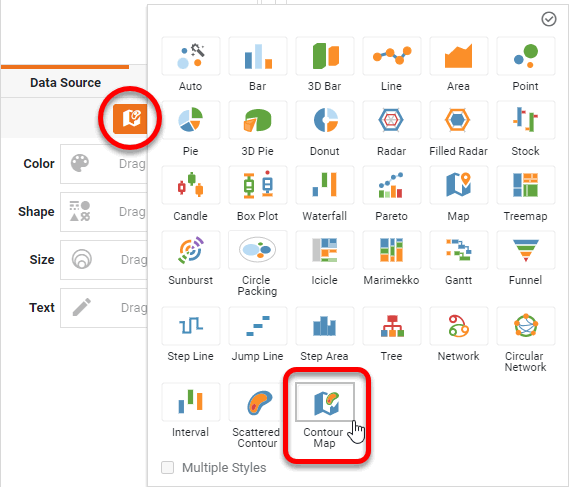 Data Source
Color Drag
Shape Drag
Size Drag
Text Drag
Auto Bar 3D Bar Line Area Point
Pie 3D Pie Donut Radar Filled Radar Stock
Candle Box Plot Waterfall Pareto Map Treemap
Sunburst Circle Packing Icicle Marimekko Gantt Funnel
Step Line Jump Line Step Area Tree Network Circular Network
Interval Scattered Contour Contour Map
Multiple Styles